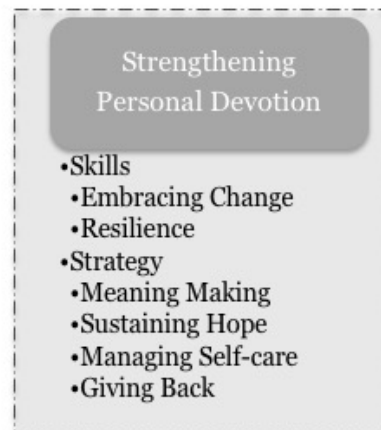 Strengthening
Personal Devotion
•Skills
•Embracing Change
•Resilience
•Strategy
•Meaning Making
•Sustaining Hope
•Managing Self-care
•Giving Back